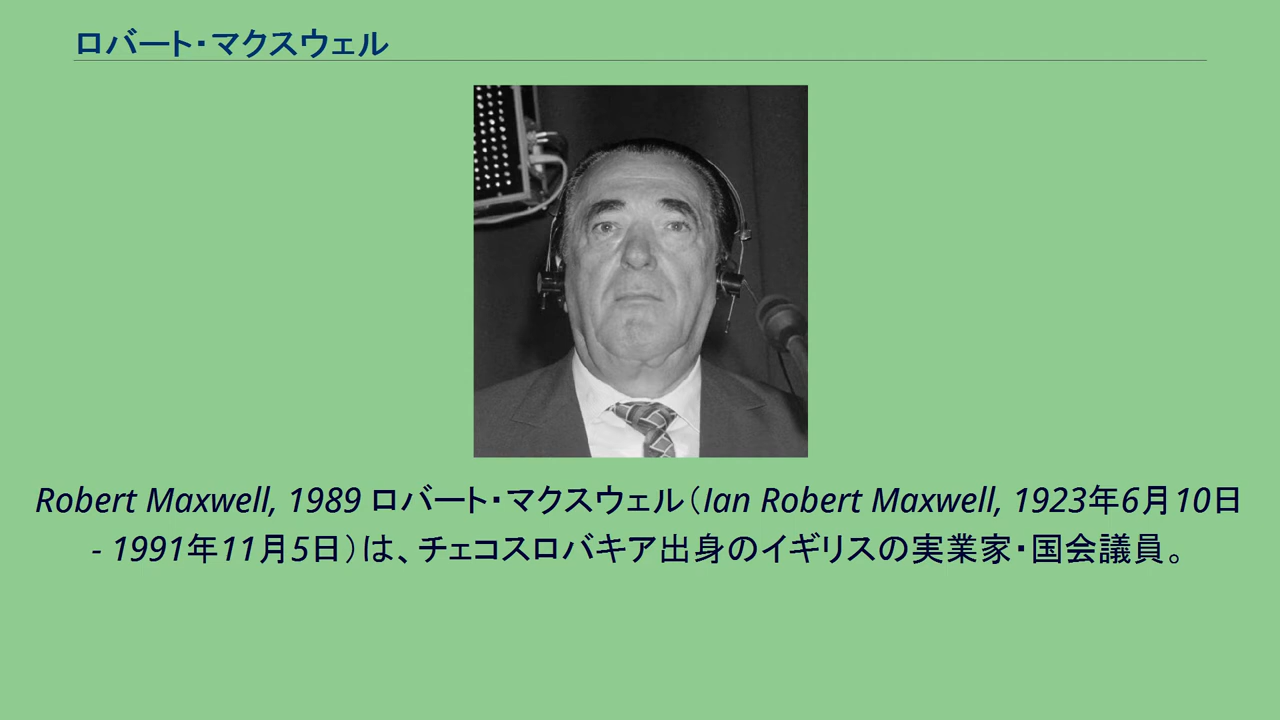 ロバート・マクスウェル
Robert Maxwell, 1989 ロバート・マクスウェル（Ian Robert Maxwell, 1923年6月10日
- 1991年11月5日）は、チェコスロバキア出身のイギリスの実業家・国会議員。